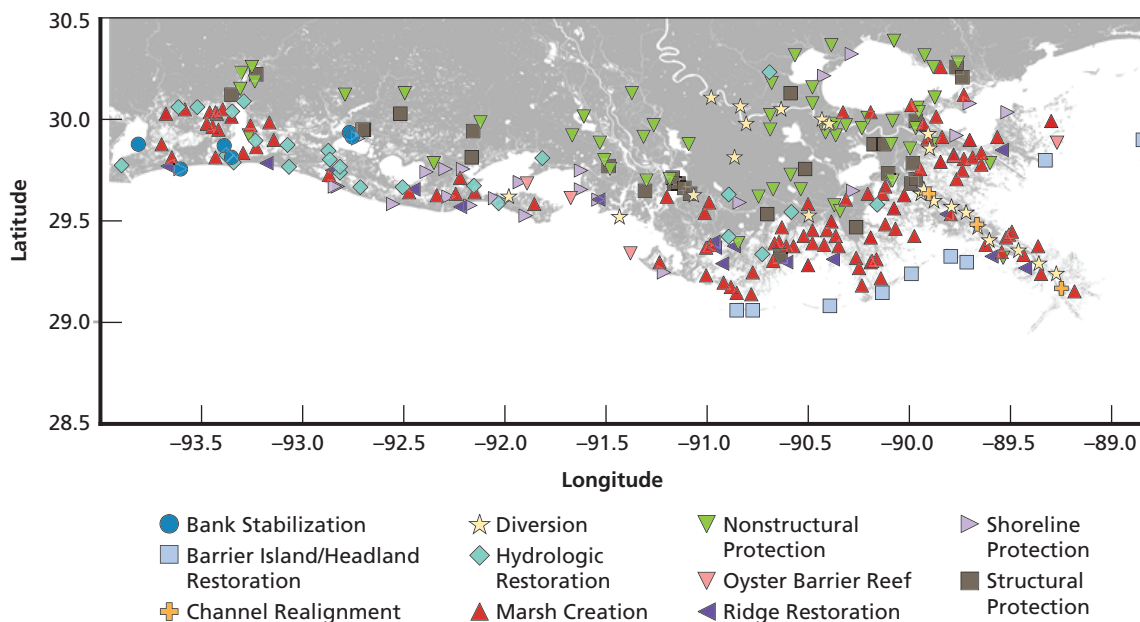 30.5
30.0
29.5
29.0
28.5
Latitude
−93.5
−93.0
−92.5
−92.0
−91.5
−91.0
−90.5
−90.0
−89.5
−89.0
Longitude
Bank Stabilization
Barrier Island/Headland
Restoration
Channel Realignment
Diversion
Hydrologic
Restoration
Marsh Creation
Nonstructural
Protection
Oyster Barrier Reef
Ridge Restoration
Shoreline
Protection
Structural
Protection